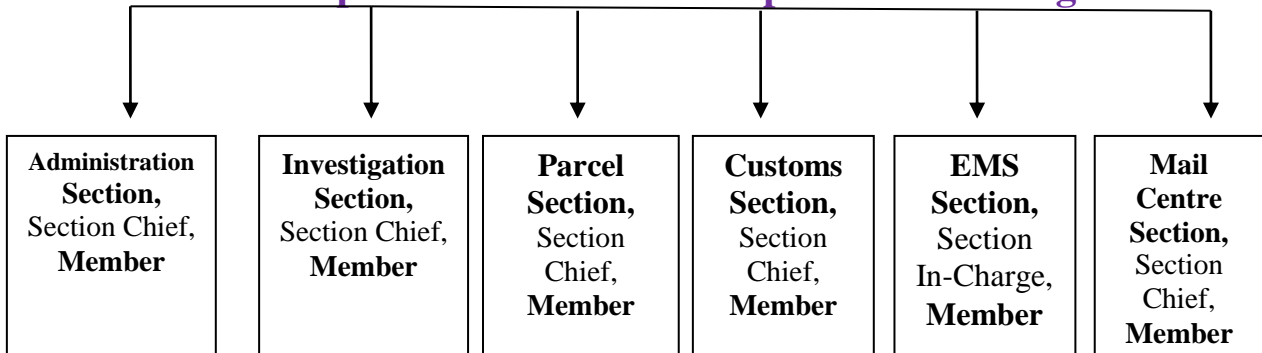 Administration
Section,
Section Chief,
Member
Investigation
Section,
Section Chief,
Member
Parcel
Section,
Section
Chief,
Member
Customs
Section,
Section
Chief,
Member
EMS
Section,
Section
In-Charge,
Member
Mail
Centre
Section,
Section
Chief,
Member